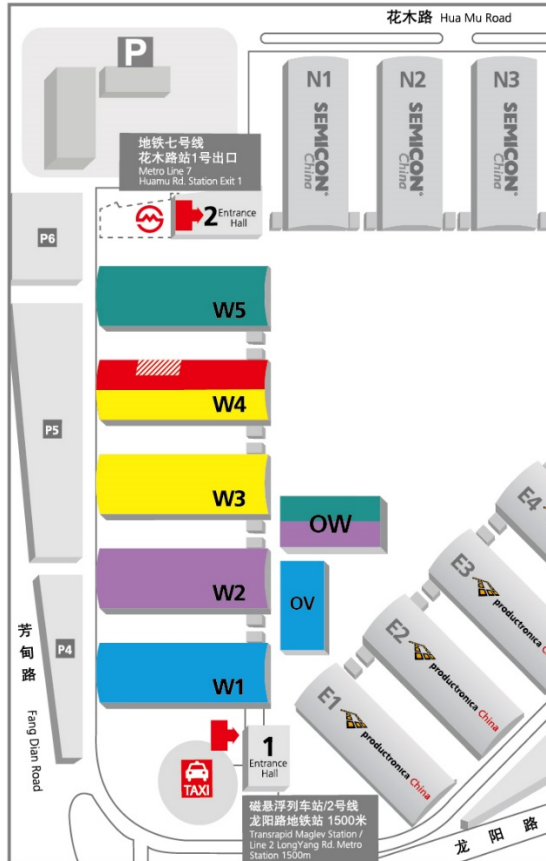 花木路 Hua Mu Road
P
N1
SEMICON®
China
N2
SEMICON®
China
N3
SEMICON®
China
地铁七号线
花木路站1号出口
Metro Line 7
Huamu Rd. Station Exit 1
2 Entrance
Hall
P6
W5
W4
P5
W3
OW
W2
OV
P4
W1
芳甸路
Fang Dian Road
E4
E3
productronica China
E2
productronica China
E1
productronica China
TAXI
1
Entrance
Hall
磁悬浮列车站/2号线
龙阳路地铁站 1500米
Transrapid Maglev Station /
Line 2 LongYang Rd. Metro
Station 1500m
龙阳路